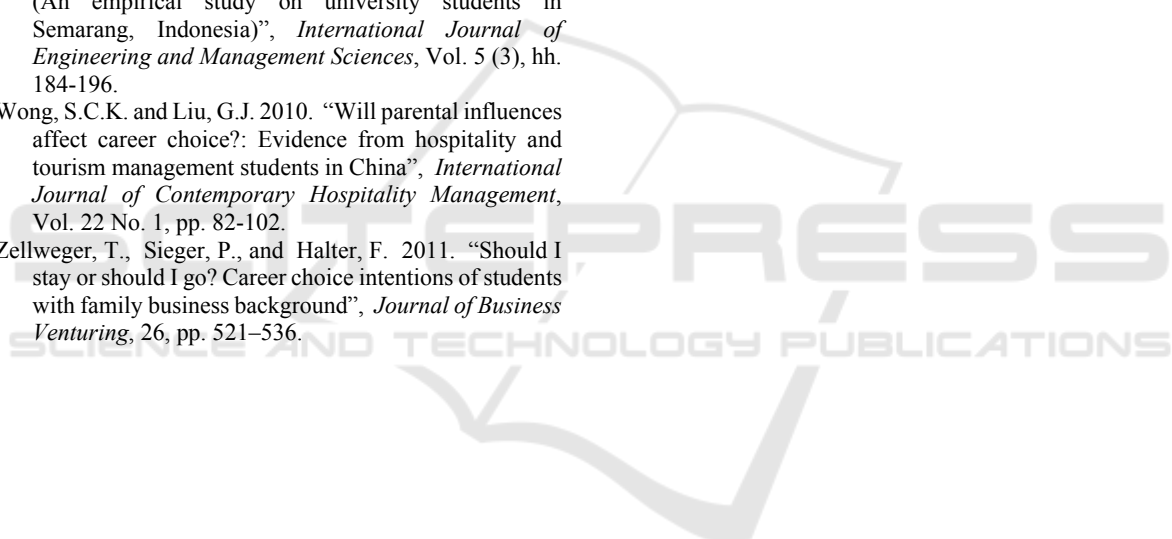 (An empirical study on university students in
Semarang, Indonesia)”, International Journal of
Engineering and Management Sciences, Vol. 5 (3), hh.
184-196.
Wong, S.C.K. and Liu, G.J. 2010. “Will parental influences
affect career choice?: Evidence from hospitality and
tourism management students in China”, International
Journal of Contemporary Hospitality Management,
Vol. 22 No. 1, pp. 82-102.
Zellweger, T., Sieger, P., and Halter, F. 2011. “Should I
stay or should I go? Career choice intentions of students
with family business background”, Journal of Business
Venturing, 26, pp. 521–536.
SCITEPRESS
SCIENCE AND TECHNOLOGY PUBLICATIONS